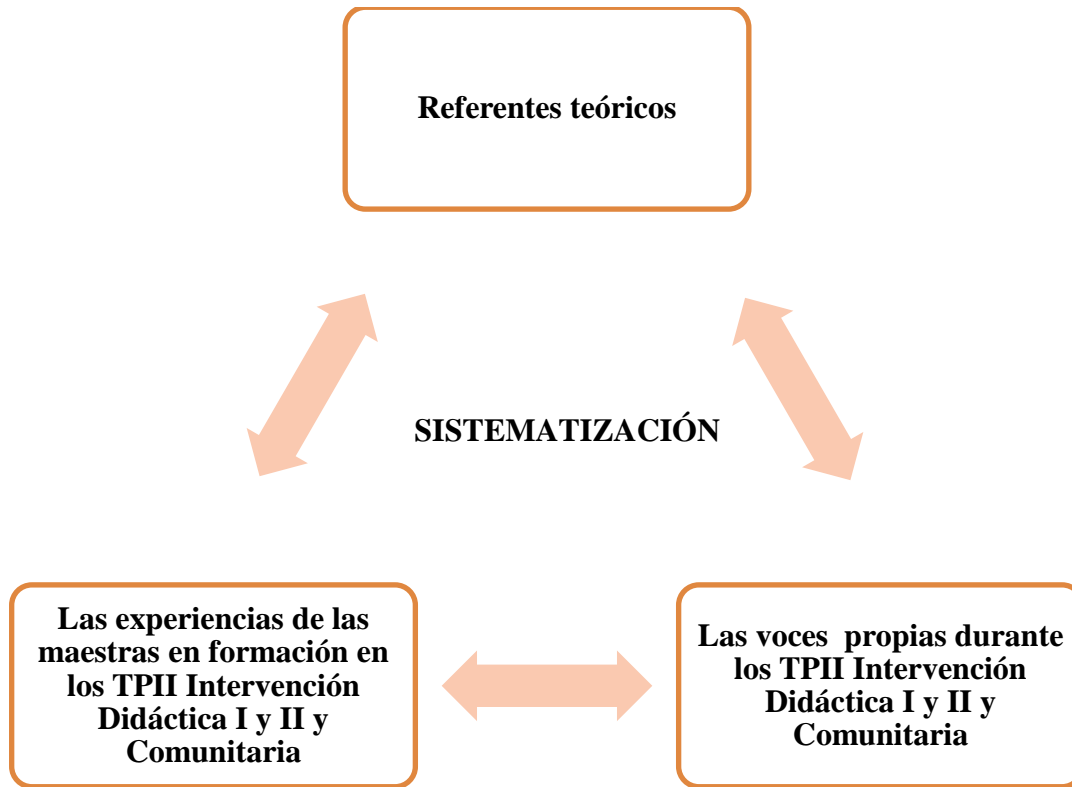 Referentes teóricos
SISTEMATIZACIÓN
Las experiencias de las
maestras en formación en
los TPII Intervención
Didáctica I y II y
Comunitaria
Las voces propias durante
los TPII Intervención
Didáctica I y II y
Comunitaria